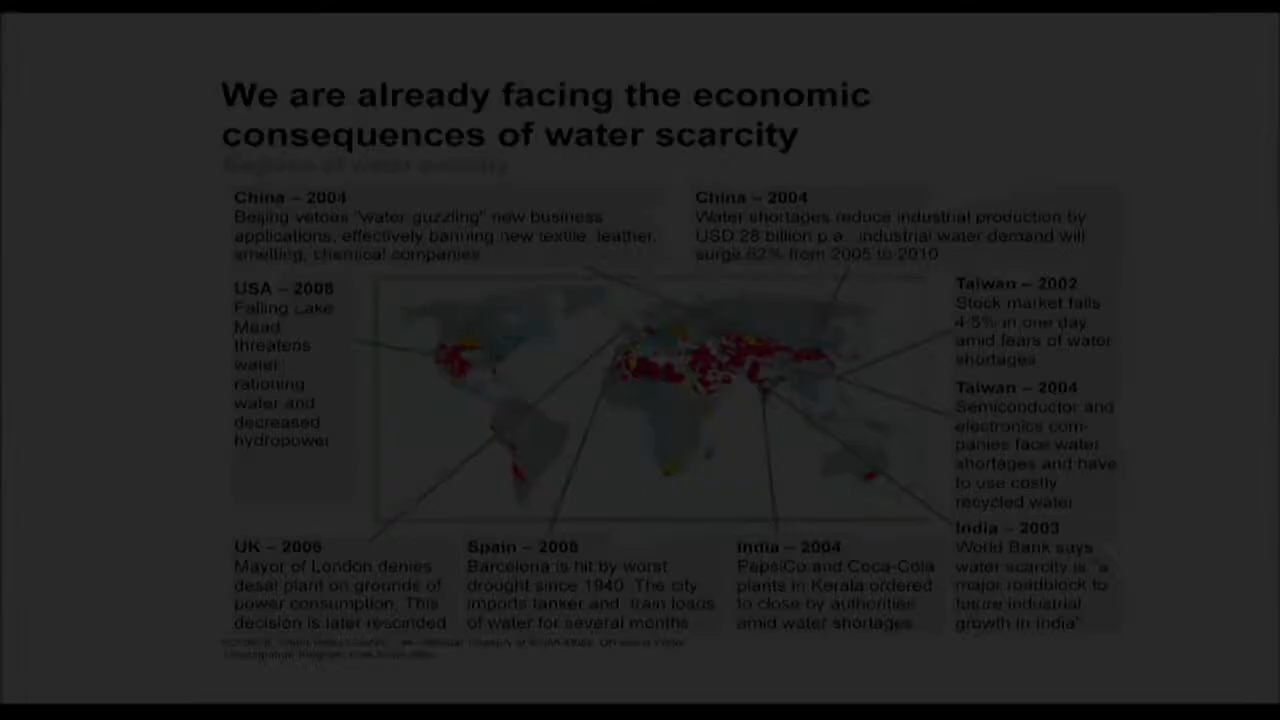 We are already facing the economic
consequences of water scarcity
Regions of water scarcity
China – 2004
Beijing vetoes "water guzzling" new business
applications, effectively banning new textile, leather,
smelting, chemical companies
China – 2004
Water shortages reduce industrial production by
USD 28 billion p.a., industrial water demand will
surge 62% from 2005 to 2010
USA – 2008
Falling Lake
Mead
threatens
water
rationing
water and
decreased
hydropower
Taiwan – 2002
Stock market falls
in one day
amid fears of water
shortages
Taiwan – 2004
Semiconductor and
electronics com-
panies face water
shortages and have
to use costly
recycled water
India – 2003
World Bank says
water scarcity is "a
major roadblock to
future industrial
growth in India"
UK – 2006
Mayor of London denies
desal plant on grounds of
power consumption. This
decision is later rescinded
Spain – 2008
Barcelona is hit by worst
drought since 1940. The city
imports tanker and train loads
of water for several months
India – 2004
PepsiCo and Coca-Cola
plants in Kerala ordered
to close by authorities
amid water shortages